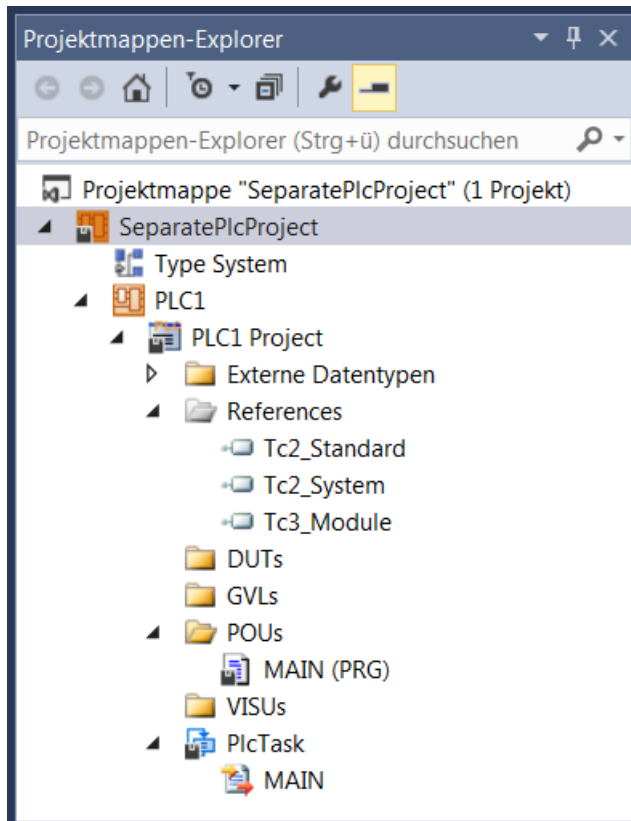 Projektmappen-Explorer
Projektmappen-Explorer (Strg+ü) durchsuchen
Projektmappe "SeparatePlcProject" (1 Projekt)
SeparatePlcProject
Type System
PLC1
PLC1 Project
Externe Datentypen
References
Tc2_Standard
Tc2_System
Tc3_Module
DUTs
GVLs
POUs
MAIN (PRG)
VISUs
PlcTask
MAIN